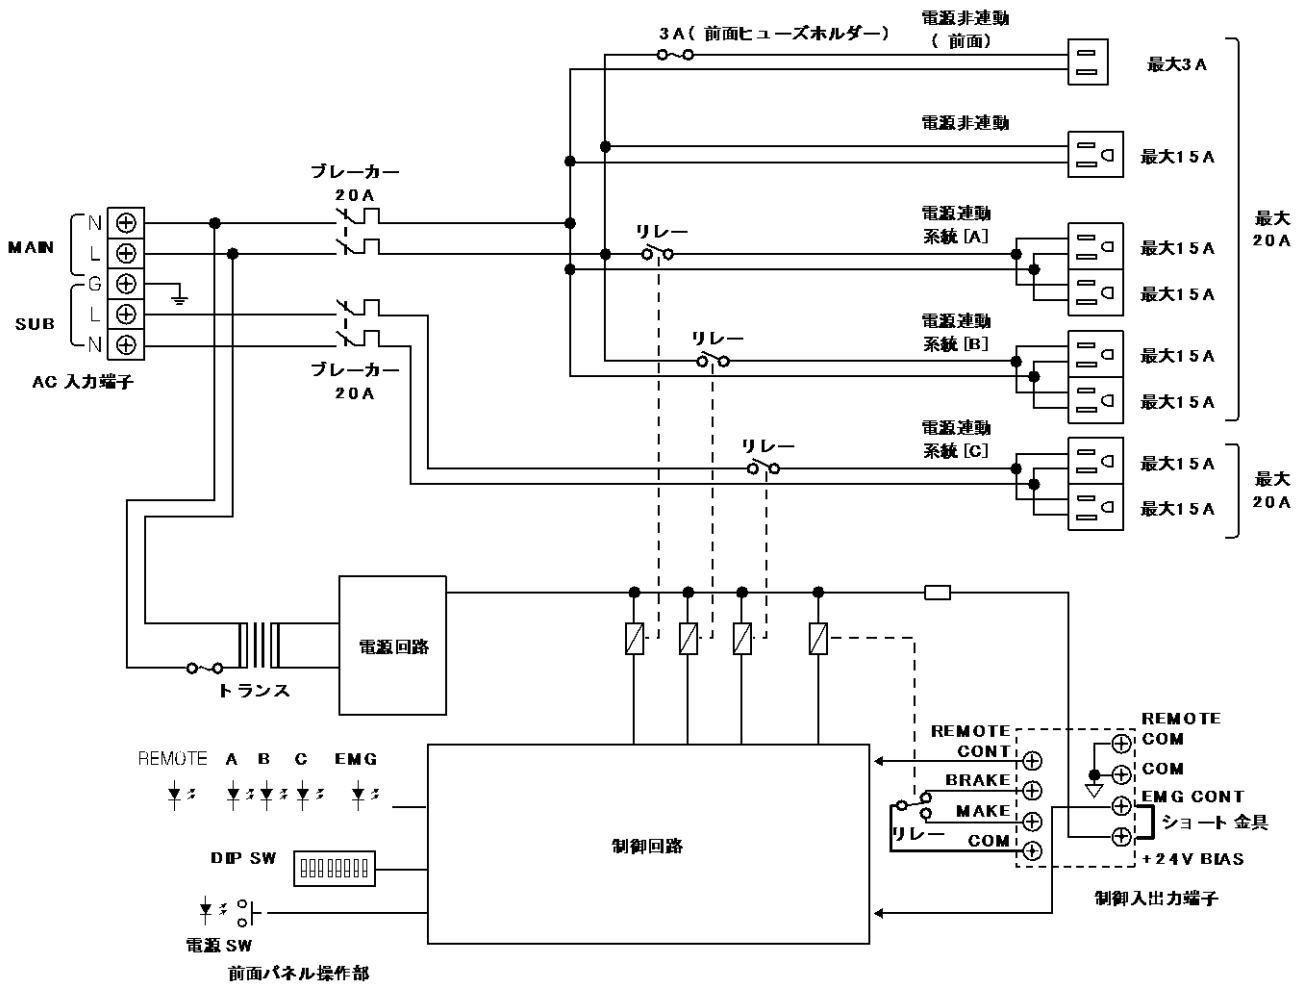 3A( 前面ヒューズホルダー)
電源非連動
( 前面)
最大3A
電源非連動
最大15A
ブレーカー
20A
MAIN
N
L
G
SUB
L
N
AC 入力端子
ブレーカー
20A
リレー
電源連動
系統[A]
最大15A
最大15A
最大
20A
リレー
電源連動
系統[B]
最大15A
最大15A
リレー
電源連動
系統[C]
最大15A
最大15A
最大
20A
電源回路
トランス
REMOTE A B C EMG
DIP SW
電源 SW
前面パネル操作部
制御回路
REMOTE
CONT
BRAKE
MAKE
COM
リレー
REMOTE
COM
COM
EMG CONT
ショート金具
+24V BIAS
制御入出力端子